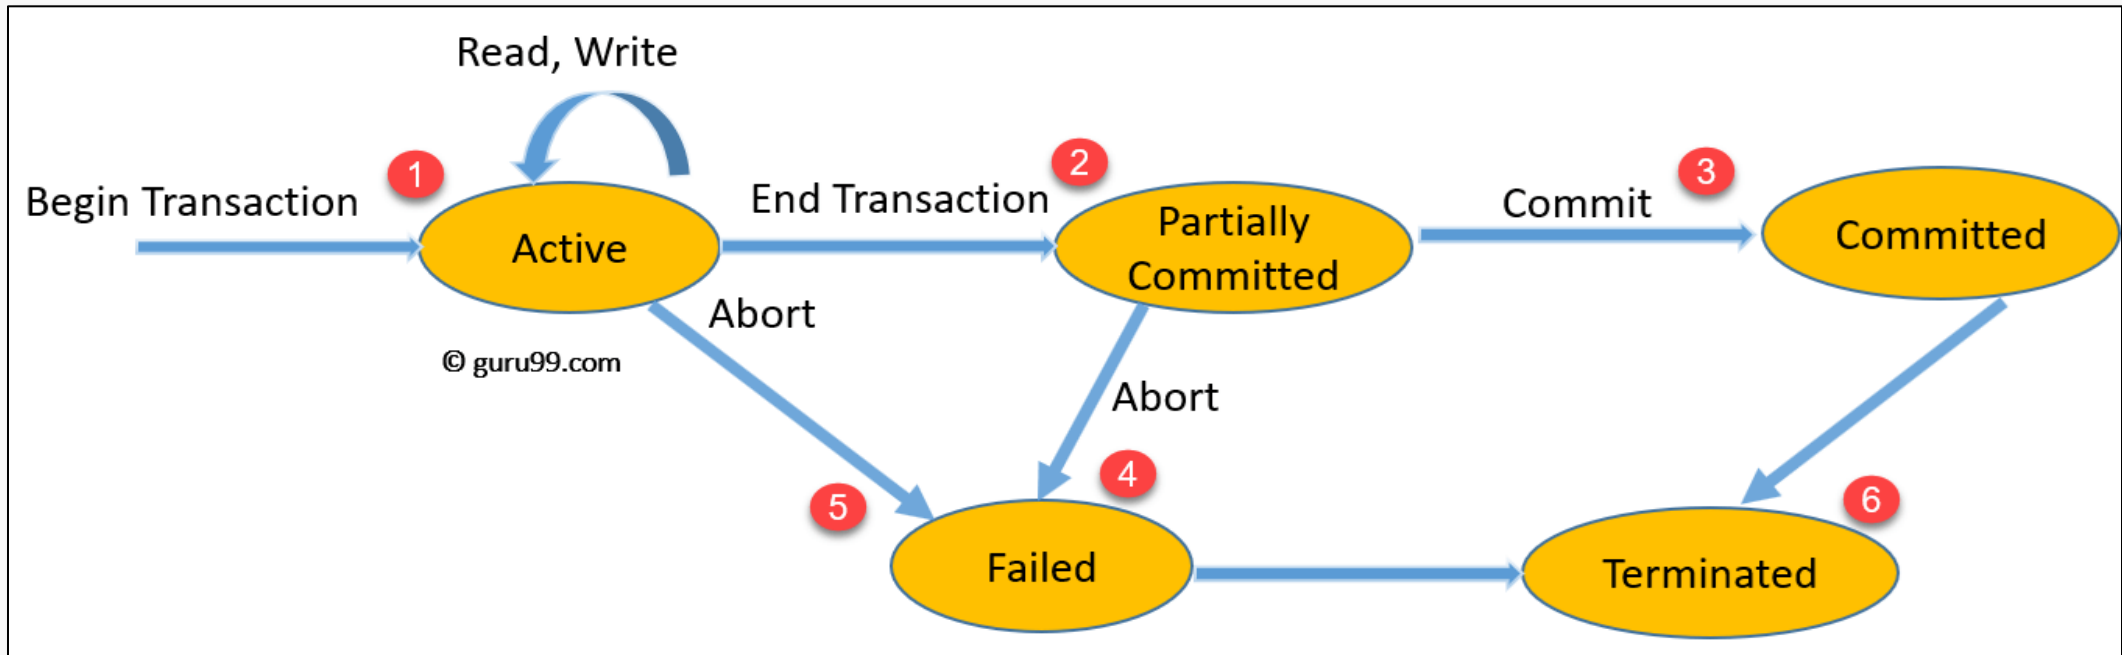 Read, Write
1
2
3
Begin Transaction
End Transaction
Commit
Active
Partially
Committed
Committed
Abort
© guru99.com
Abort
4
5
6
Failed
Terminated